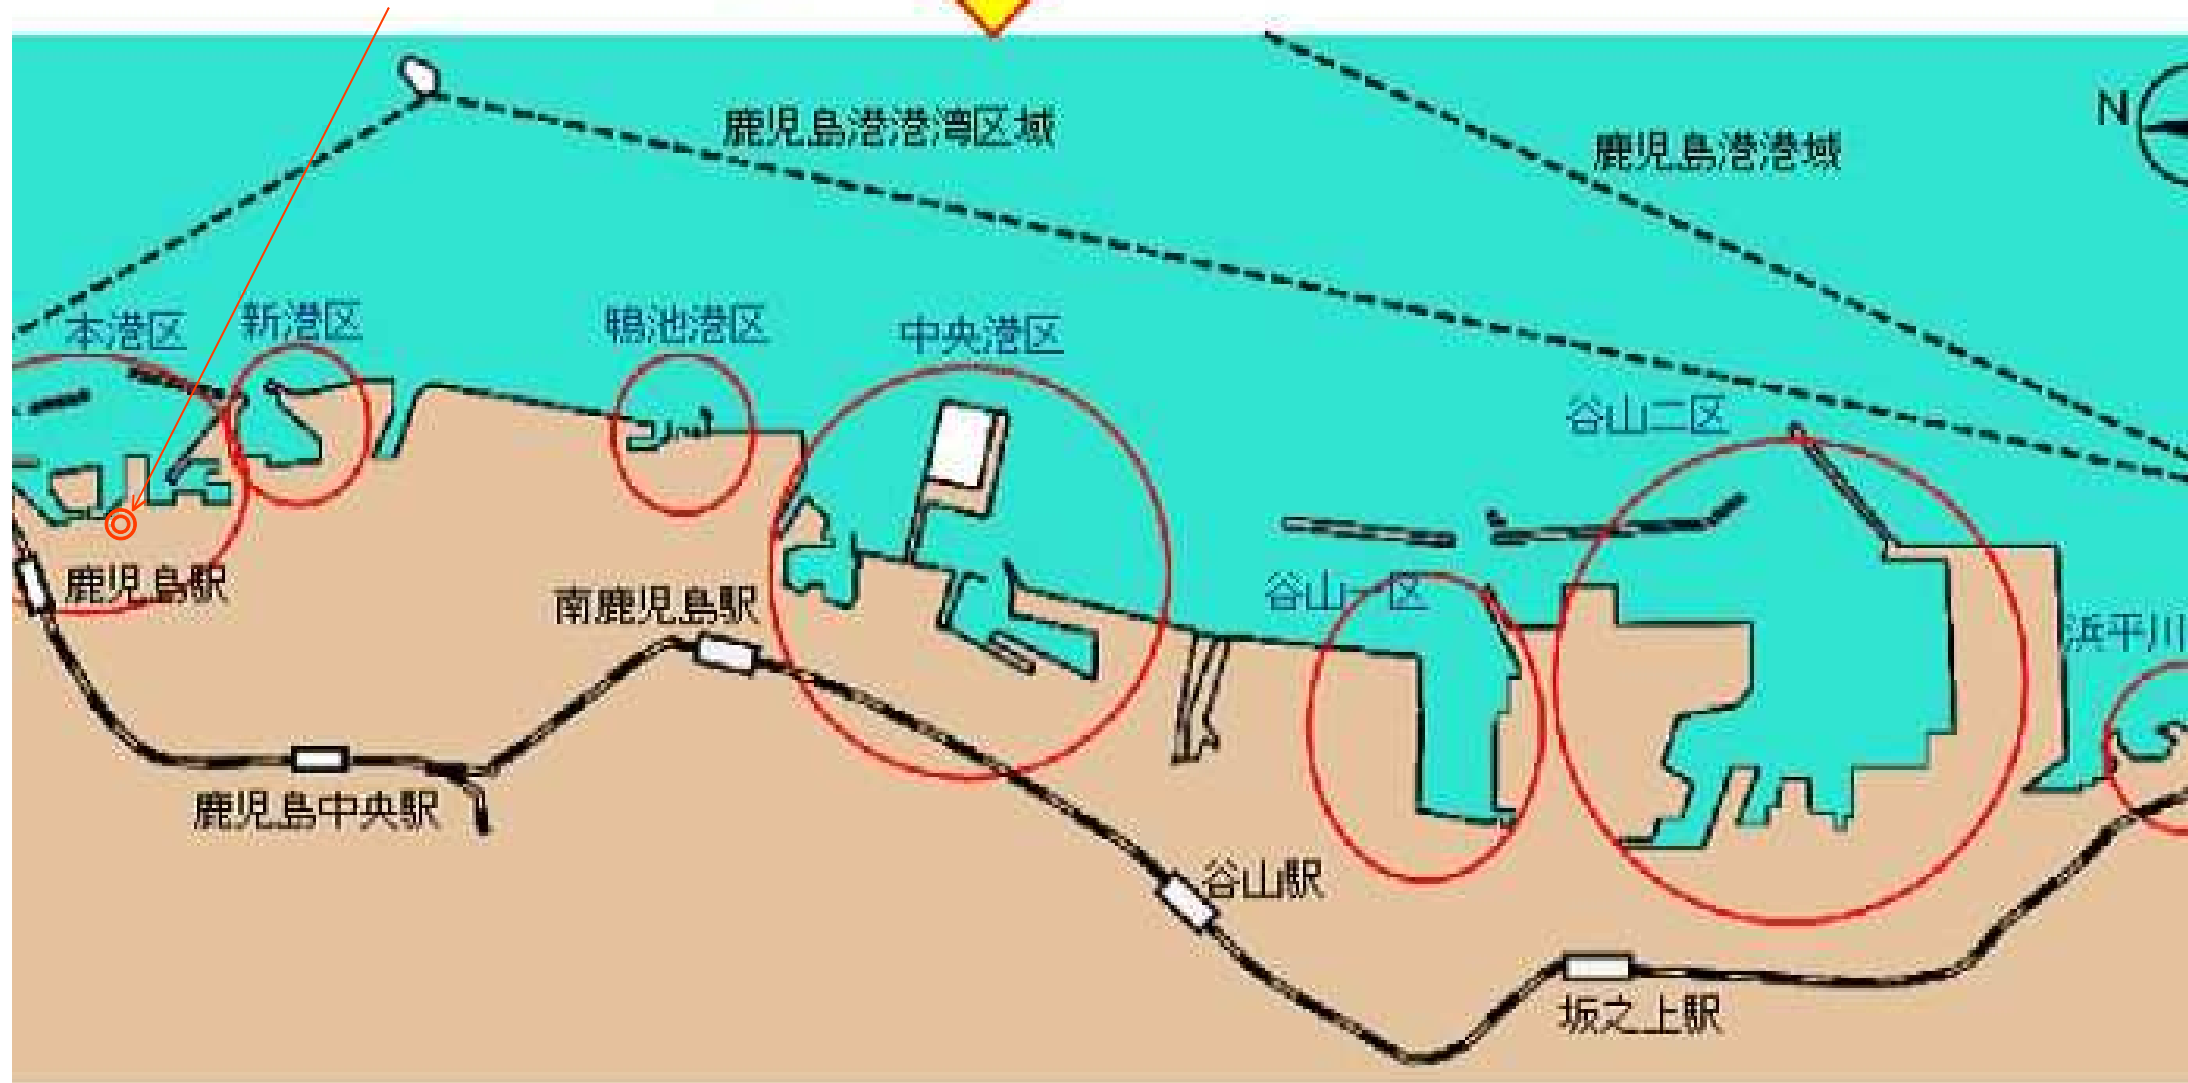 鹿児島港港湾区域
鹿児島港港域
N
本港区
新港区
鴨池港区
中央港区
谷山二区
谷山一区
浜平川
鹿児島駅
南鹿児島駅
鹿児島中央駅
谷山駅
坂之上駅